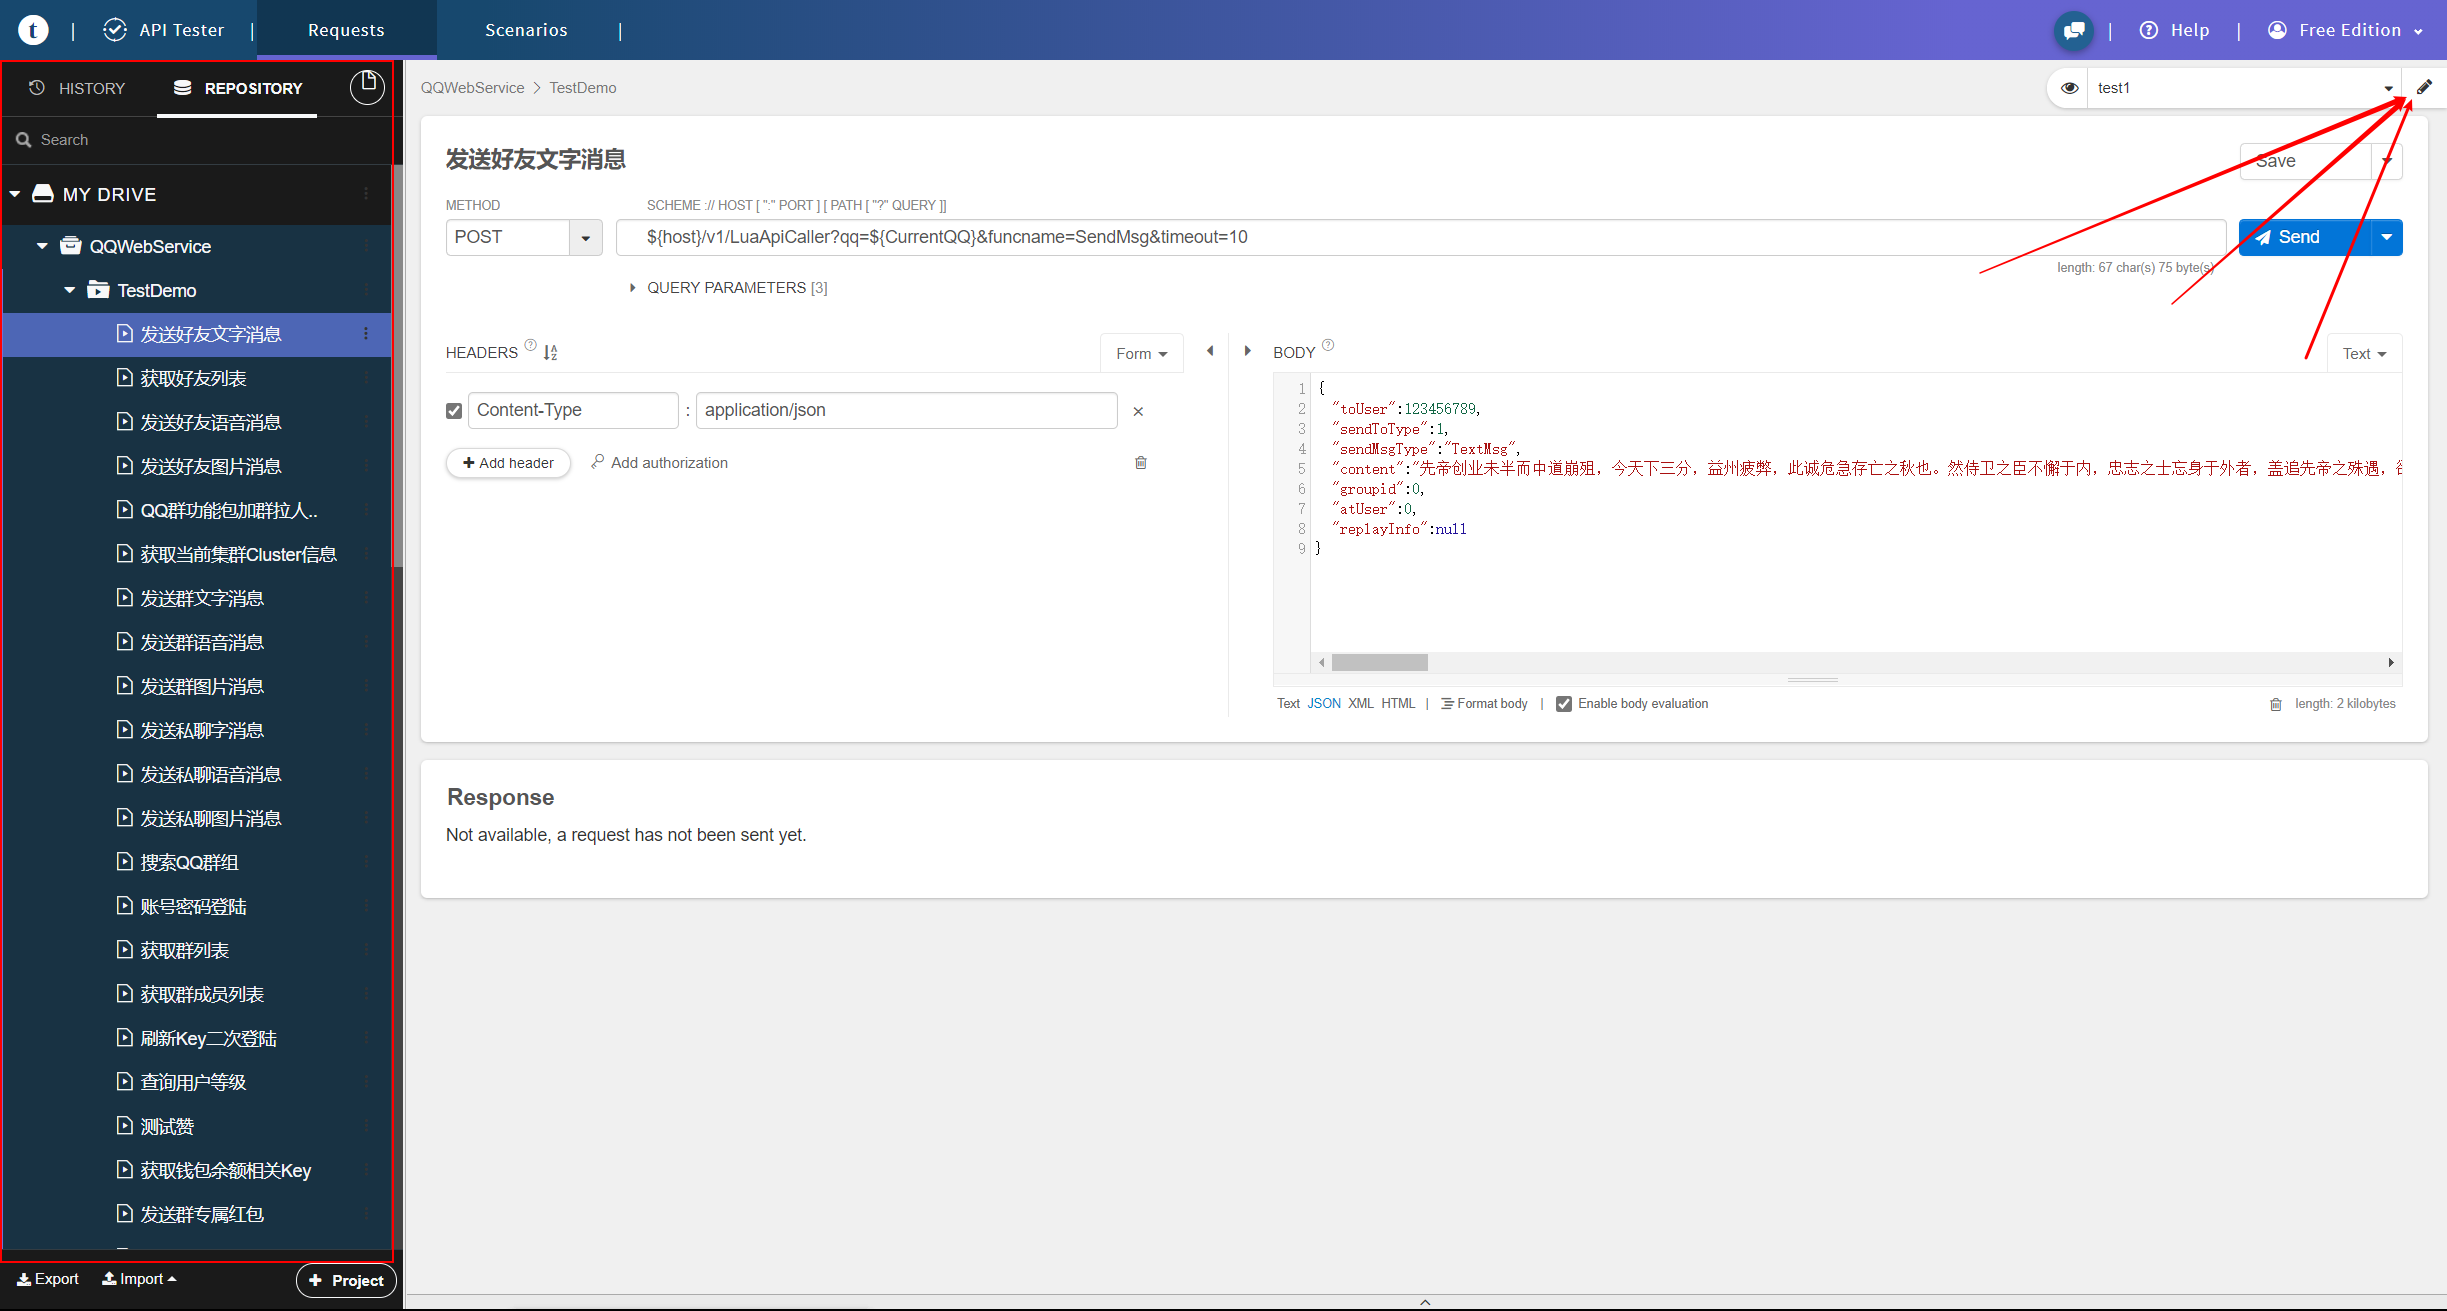 t
API Tester
Requests
Scenarios
Help
Free Edition
HISTORY
REPOSITORY
Search
MY DRIVE
QQWebService
TestDemo
发送好友文字消息
获取好友列表
发送好友语音消息
发送好友图片消息
QQ群功能包加群拉人..
获取当前集群Cluster信息
发送群文字消息
发送群语音消息
发送群图片消息
发送私聊字消息
发送私聊语音消息
发送私聊图片消息
搜索QQ群组
账号密码登陆
获取群列表
获取群成员列表
刷新Key二次登陆
查询用户等级
测试赞
获取钱包余额相关Key
发送群专属红包
Export
Import
+ Project
QQWebService > TestDemo
test1
发送好友文字消息
Save
METHOD
SCHEME :// HOST [ ":" PORT ] [ PATH [ "?" QUERY ]]
POST
${host}/v1/LuaApiCaller?qq=${CurrentQQ}&funcname=SendMsg&timeout=10
Send
length: 67 char(s) 75 byte(s)
QUERY PARAMETERS [3]
HEADERS
Form
Content-Type : application/json ×
+ Add header
Add authorization
BODY
Text
1 {
2 "toUser":123456789,
3 "sendToType":1,
4 "sendMsgType":"TextMsg",
5 "content":"先帝创业未半而中道崩殂，今天下三分，益州疲弊，此诚危急存亡之秋也。然侍卫之臣不懈于内，忠志之士忘身于外者，盖追先帝之殊遇，
6 "groupid":0,
7 "atUser":0,
8 "replayInfo":null
9 }
Text JSON XML HTML | Format body | Enable body evaluation
length: 2 kilobytes
Response
Not available, a request has not been sent yet.